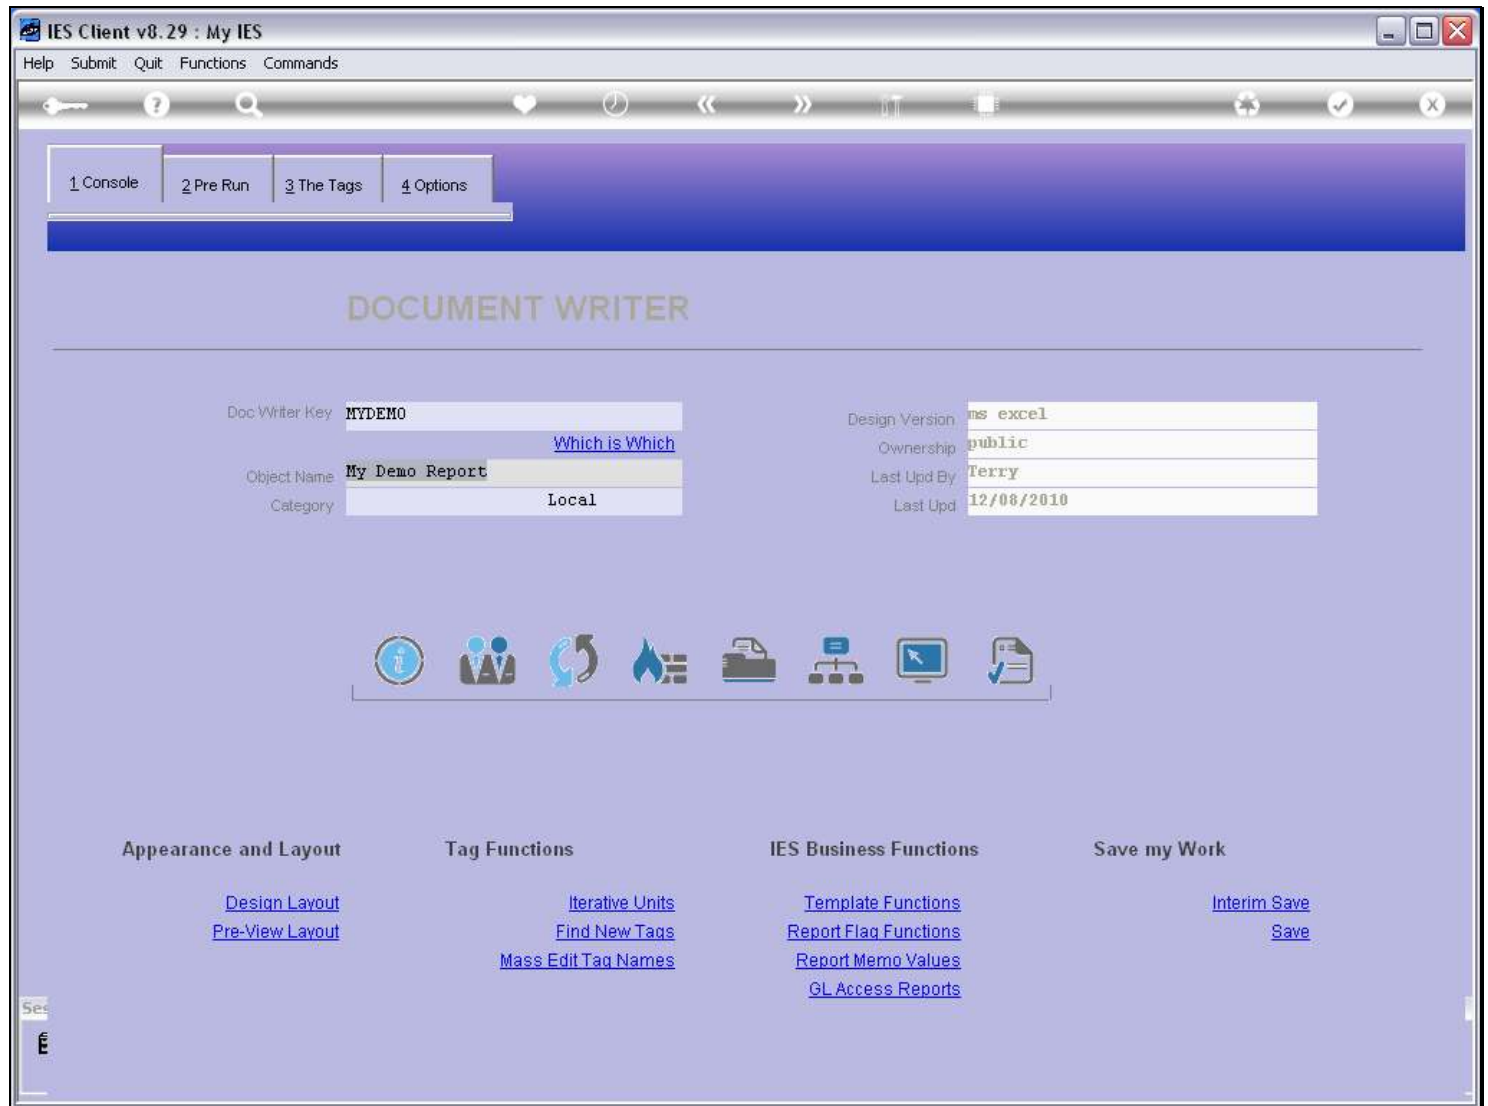 IES Client v8.29 : My IES
Help Submit Quit Functions Commands
1 Console 2 Pre Run 3 The Tags 4 Options
DOCUMENT WRITER
Doc Writer Key MYDEMO
Which is Which
Object Name My Demo Report
Category Local
Design Version ms excel
Ownership public
Last Upd By Terry
Last Upd 12/08/2010
Appearance and Layout
Design Layout
Pre-View Layout
Tag Functions
Iterative Units
Find New Tags
Mass Edit Tag Names
IES Business Functions
Template Functions
Report Flag Functions
Report Memo Values
GL Access Reports
Save my Work
Interim Save
Save